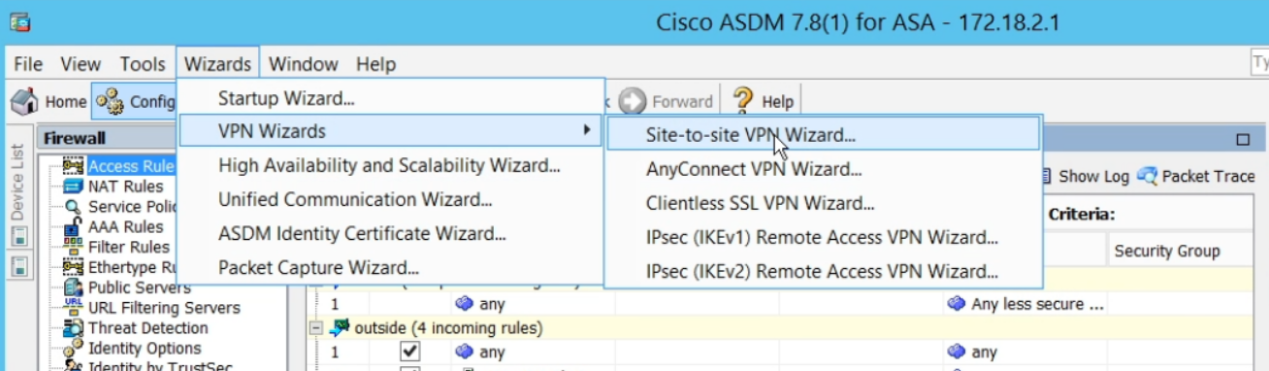 Cisco ASDM 7.8(1) for ASA - 172.18.2.1
File View Tools Wizards Window Help
Ty
Home Config Forward Help
Startup Wizard...
VPN Wizards
High Availability and Scalability Wizard...
Unified Communication Wizard...
ASDM Identity Certificate Wizard...
Packet Capture Wizard...
Site-to-site VPN Wizard...
AnyConnect VPN Wizard...
Clientless SSL VPN Wizard...
IPsec (IKEv1) Remote Access VPN Wizard...
IPsec (IKEv2) Remote Access VPN Wizard...
Device List
Firewall
Access Rule
NAT Rules
Service Polic
AAA Rules
Filter Rules
Ethertype Ru
Public Servers
URL Filtering Servers
Threat Detection
Identity Options
Identity by TrustSec
Show Log Packet Trace
Criteria:
Security Group
1 any Any less secure ...
outside (4 incoming rules)
1 any any